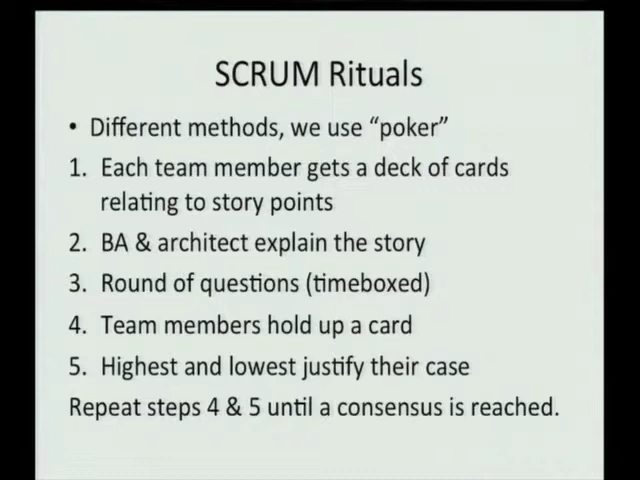 SCRUM Rituals
• Different methods, we use “poker”
1. Each team member gets a deck of cards
relating to story points
2. BA & architect explain the story
3. Round of questions (timeboxed)
4. Team members hold up a card
5. Highest and lowest justify their case
Repeat steps 4 & 5 until a consensus is reached.